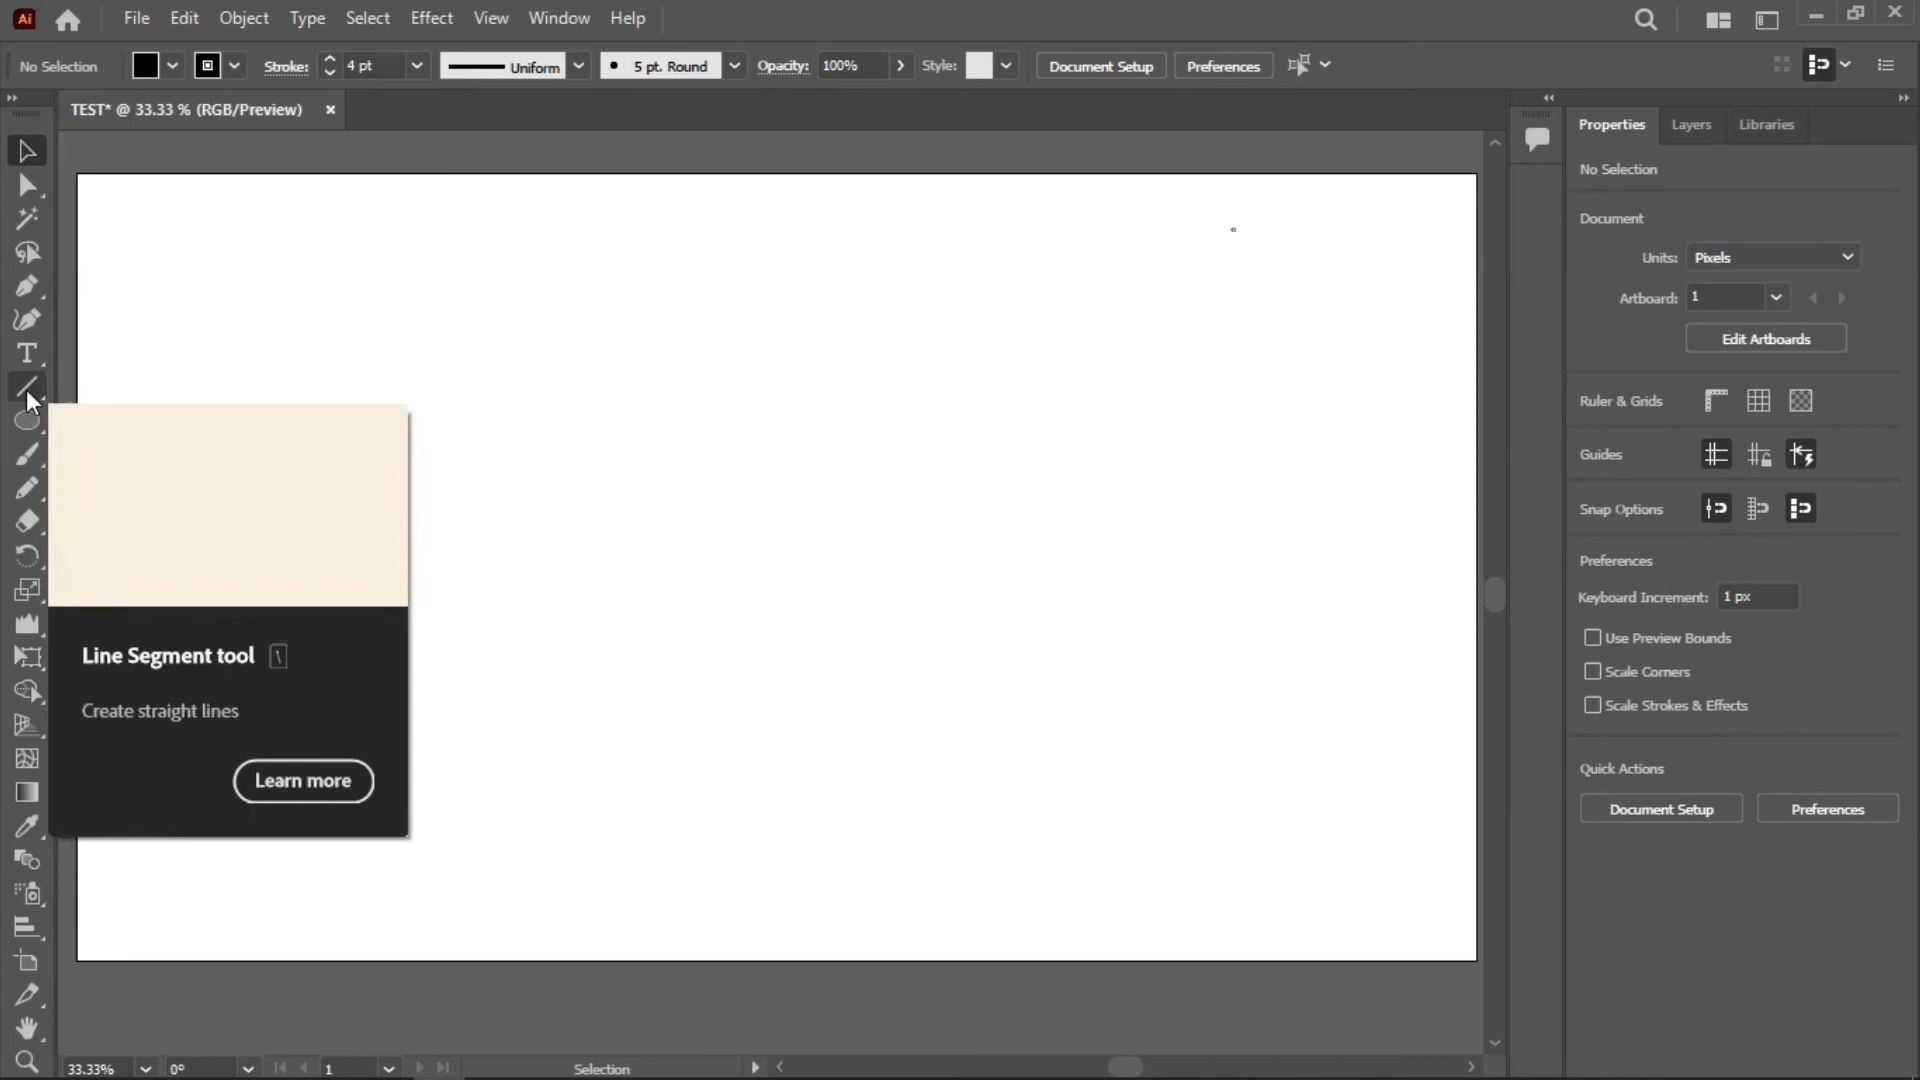 Ai File Edit Object Type Select Effect View Window Help
No Selection Stroke: 4 pt Uniform 5 pt. Round Opacity: 100% Style: Document Setup Preferences
TEST* @ 33.33 % (RGB/Preview) ×
Properties Layers Libraries
No Selection
Document
Units: Pixels
Artboard: 1
Edit Artboards
Ruler & Grids
Guides
Snap Options
Preferences
Keyboard Increment: 1 px
Use Preview Bounds
Scale Corners
Scale Strokes & Effects
Quick Actions
Document Setup Preferences
Line Segment tool \
Create straight lines
Learn more
33.33% 0° 1 Selection